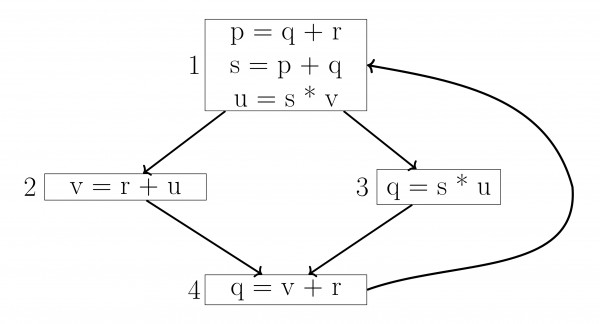 p = q + r
1 s = p + q
u = s * v
2 v = r + u
3 q = s * u
4 q = v + r